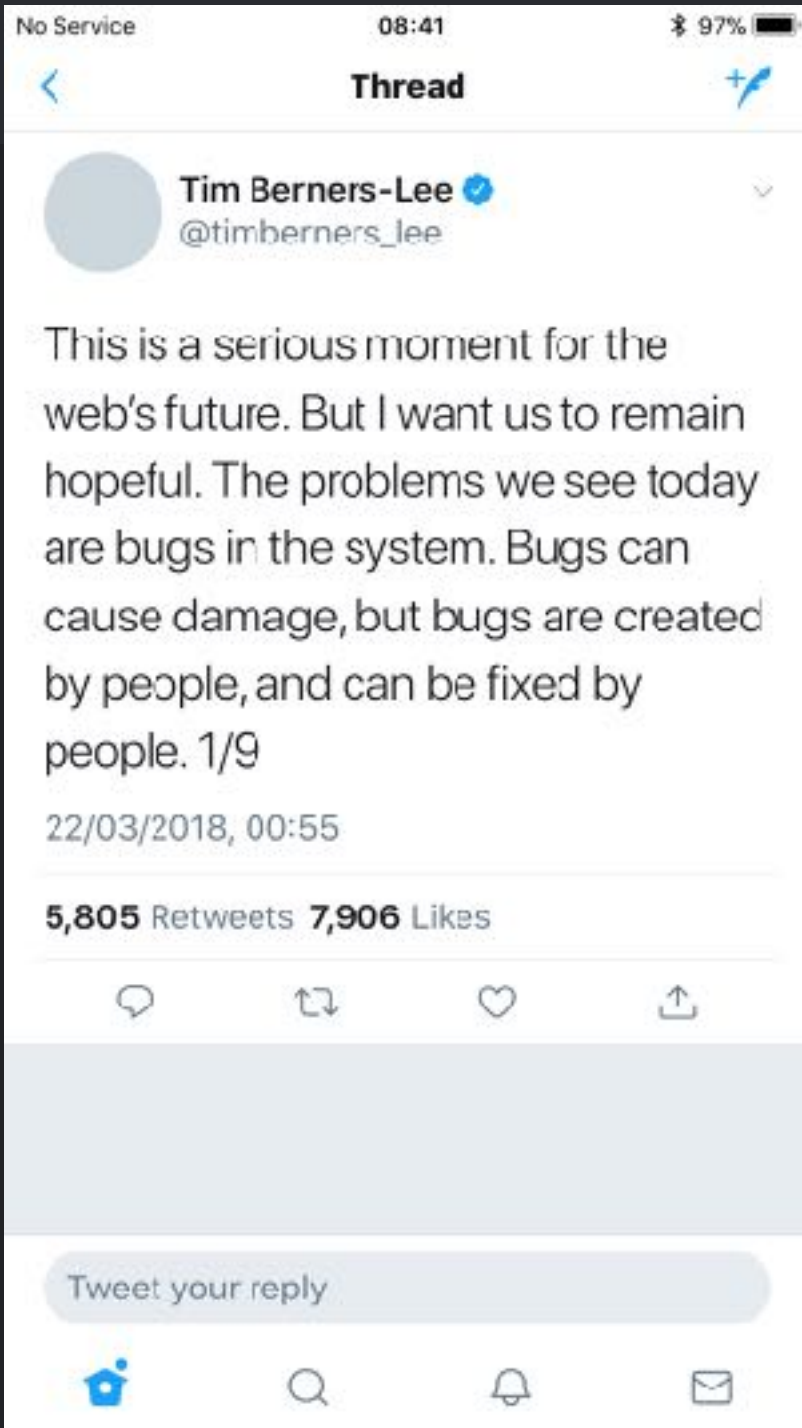 No Service 08:41 97%
Thread
Tim Berners-Lee
@timberners_lee
This is a serious moment for the
web's future. But I want us to remain
hopeful. The problems we see today
are bugs in the system. Bugs can
cause damage, but bugs are created
by people, and can be fixed by
people. 1/9
22/03/2018, 00:55
5,805 Retweets 7,906 Likes
Tweet your reply